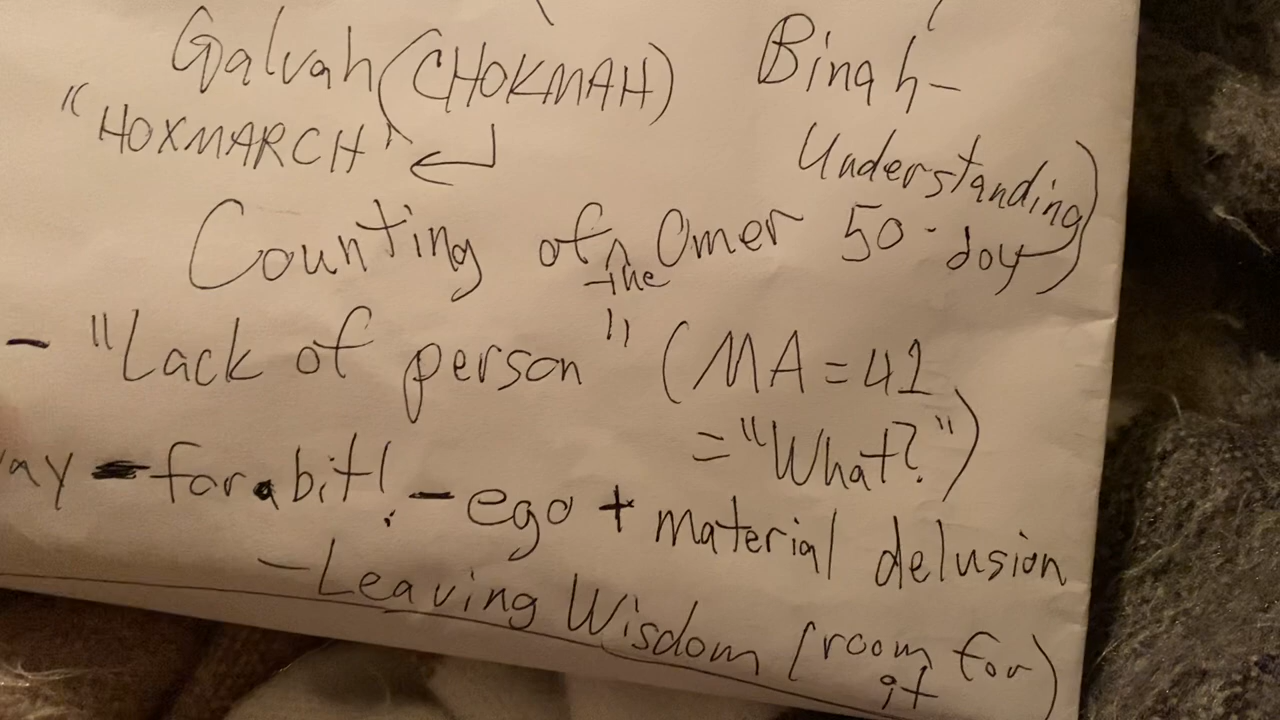 Galvah (CHOKMAH) Binah-
"HOXMARCH" Understanding)
Counting of the Omer 50-day)
- "Lack of person" (MA = 41
= "What?")
ay - for a bit! - ego + material delusion
- Leaving Wisdom (room for it)